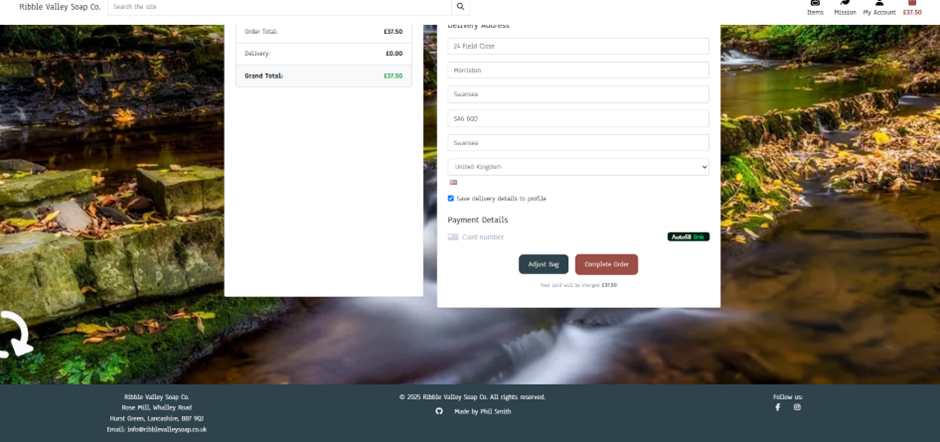 Ribble Valley Soap Co.
Search the site
Items
Mission
My Account
£37.50
Order Total:
£37.50
Delivery:
£0.00
Grand Total:
£37.50
Delivery Address
24 Field Close
Morriston
Swansea
SA6 6QD
Swansea
United Kingdom
Save delivery details to profile
Payment Details
Card number
Autofill link
Adjust Bag
Complete Order
Your card will be charged £37.50
Ribble Valley Soap Co.
Rose Mill, Whalley Road
Hurst Green, Lancashire, BB7 9QJ
Email: info@ribblevalleysoap.co.uk
© 2025 Ribble Valley Soap Co. All rights reserved.
Made by Phil Smith
Follow us: